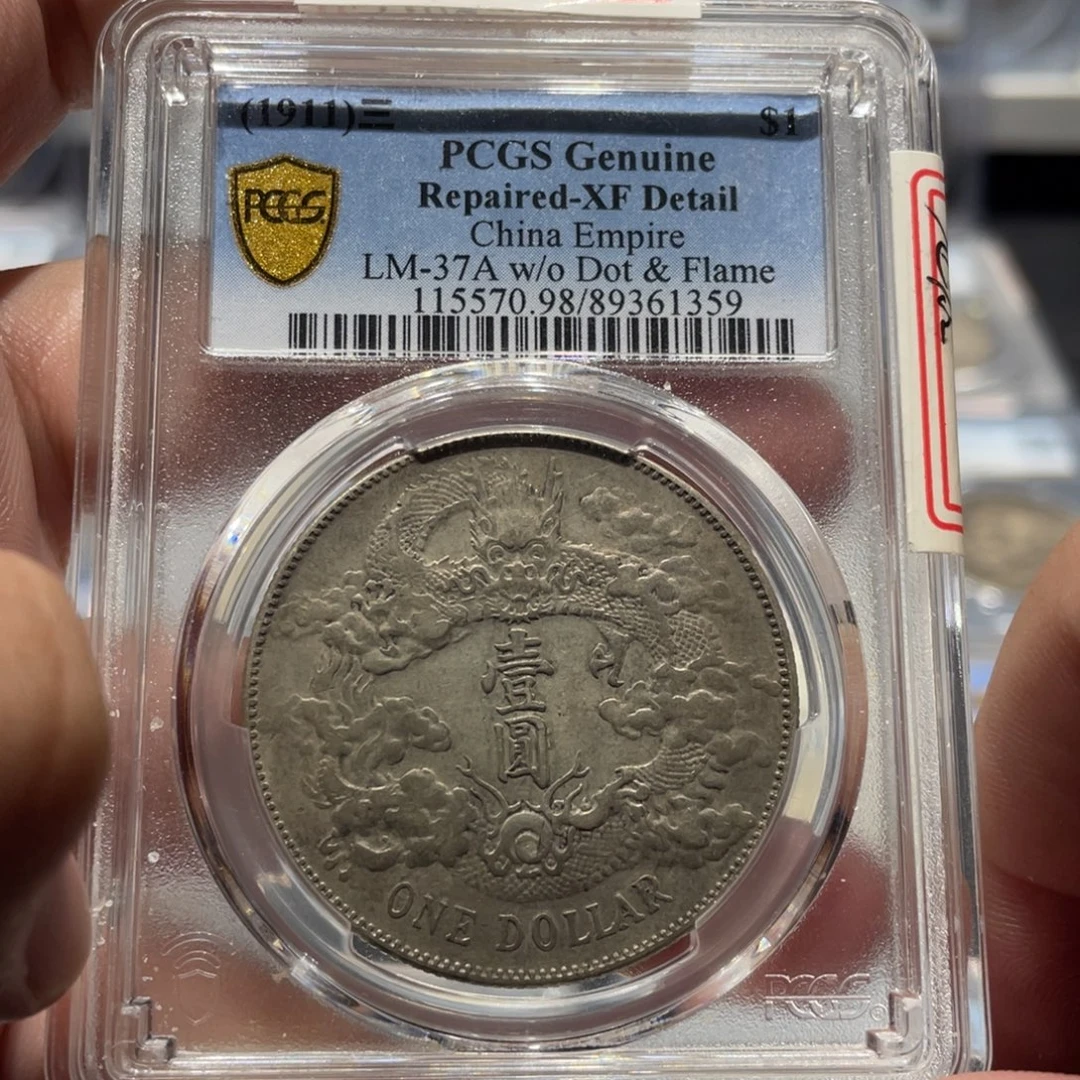 (1911)三 $1
PCGS Genuine
PCGS
Repaired-XF Detail
China Empire
LM-37A w/o Dot & Flame
115570.98/89361359
壹
圓
ONE DOLLAR
PCGS